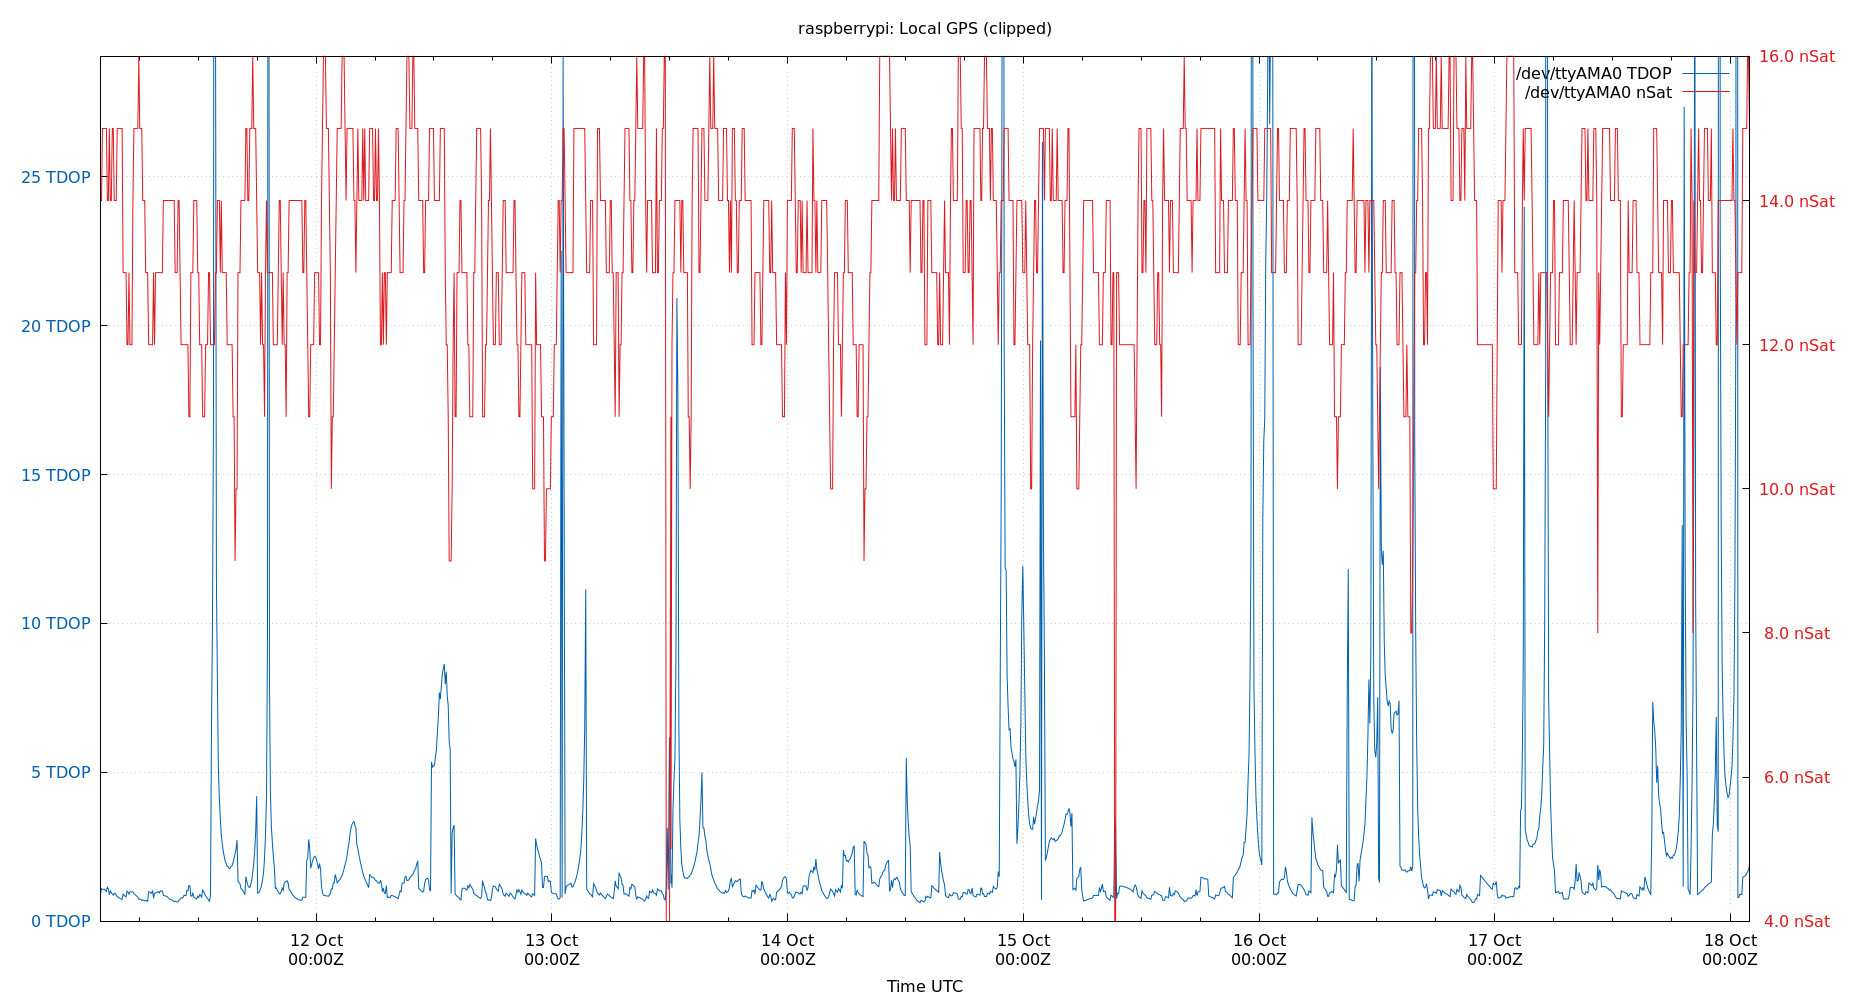 raspberrypi: Local GPS (clipped)
16.0 nSat
/dev/ttyAMA0 TDOP
/dev/ttyAMA0 nSat
25 TDOP
14.0 nSat
20 TDOP
12.0 nSat
15 TDOP
10.0 nSat
10 TDOP
8.0 nSat
5 TDOP
6.0 nSat
0 TDOP
4.0 nSat
12 Oct
00:00Z
13 Oct
00:00Z
14 Oct
00:00Z
15 Oct
00:00Z
16 Oct
00:00Z
17 Oct
00:00Z
18 Oct
00:00Z
Time UTC